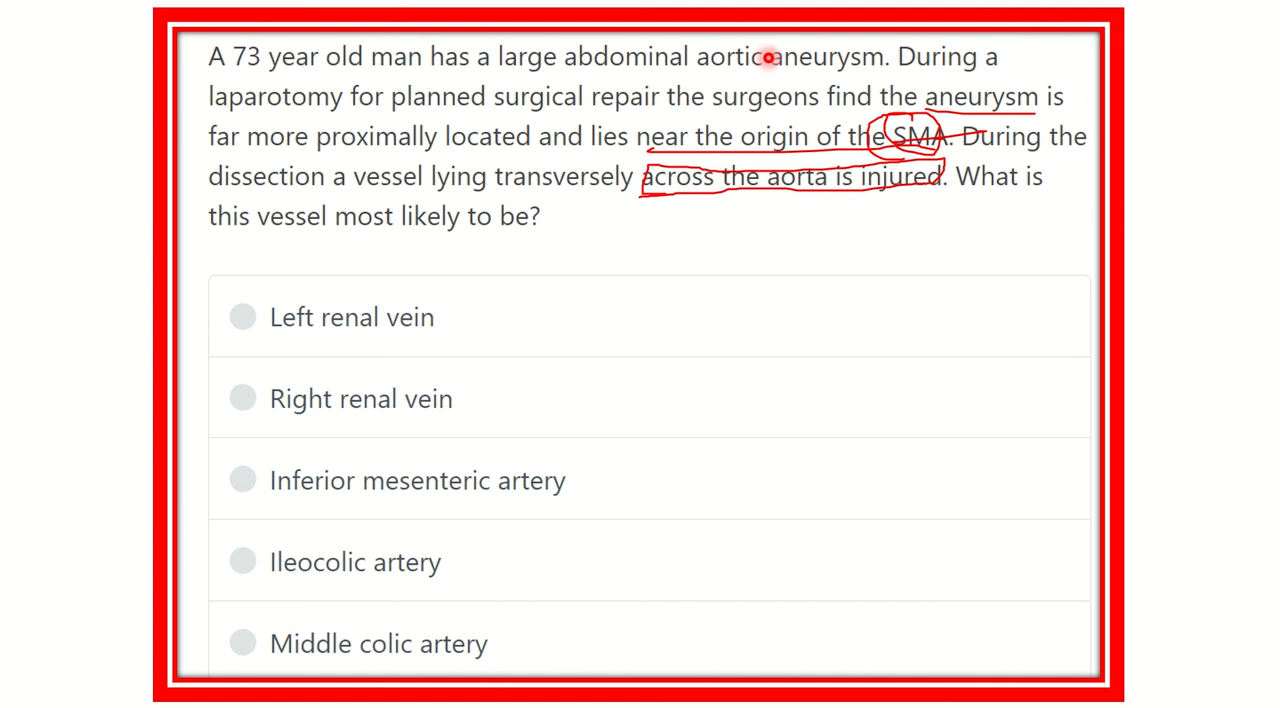 A 73 year old man has a large abdominal aortic aneurysm. During a
laparotomy for planned surgical repair the surgeons find the aneurysm is
far more proximally located and lies near the origin of the SMA. During the
dissection a vessel lying transversely across the aorta is injured. What is
this vessel most likely to be?
Left renal vein
Right renal vein
Inferior mesenteric artery
Ileocolic artery
Middle colic artery